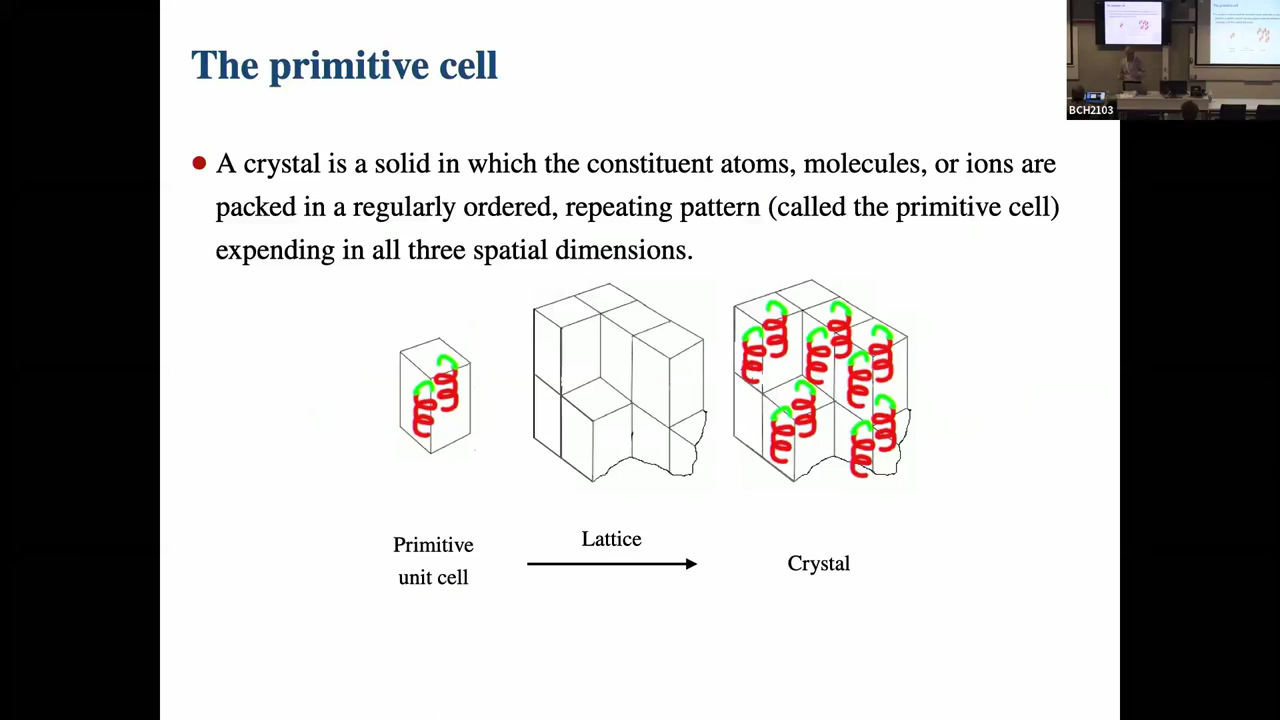 The primitive cell
BCH2103
A crystal is a solid in which the constituent atoms, molecules, or ions are
packed in a regularly ordered, repeating pattern (called the primitive cell)
expending in all three spatial dimensions.
Primitive
unit cell
Lattice
Crystal